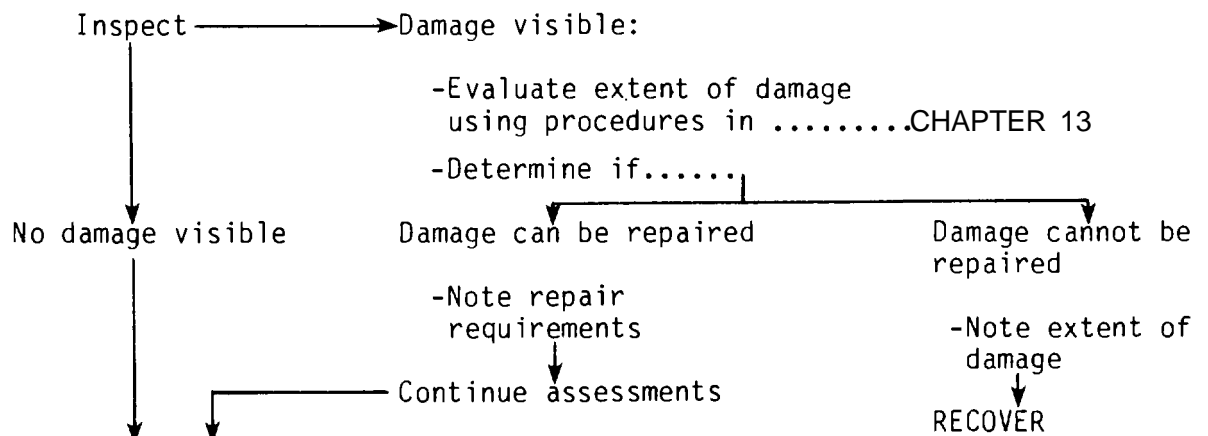 Inspect Damage visible:
-Evaluate extent of damage
using procedures in .........CHAPTER 13
-Determine if......
No damage visible Damage can be repaired Damage cannot be
repaired
-Note repair
requirements
-Note extent of
damage
Continue assessments
RECOVER